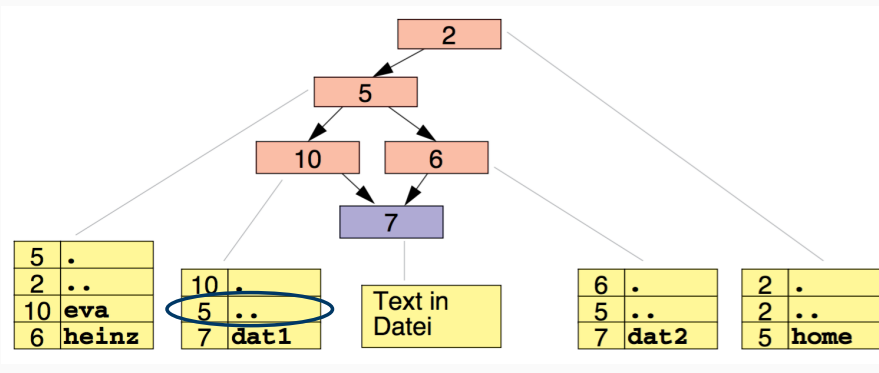 2
5
10 6
7
5 .
2 ..
10 eva
6 heinz
10 .
5 ..
7 dat1
Text in
Datei
6 .
5 ..
7 dat2
2 .
2 ..
5 home